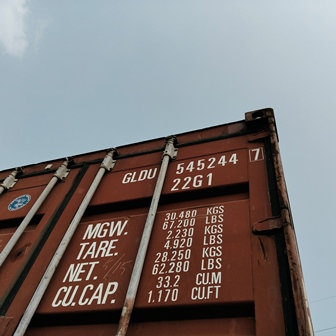 GLDU 545244 7
22G1
MGW. 30.480 KGS
67.200 LBS
TARE. 2.230 KGS
4.920 LBS
NET. 28.250 KGS
62.280 LBS
CU.CAP. 33.2 CU.M
1.170 CU.FT